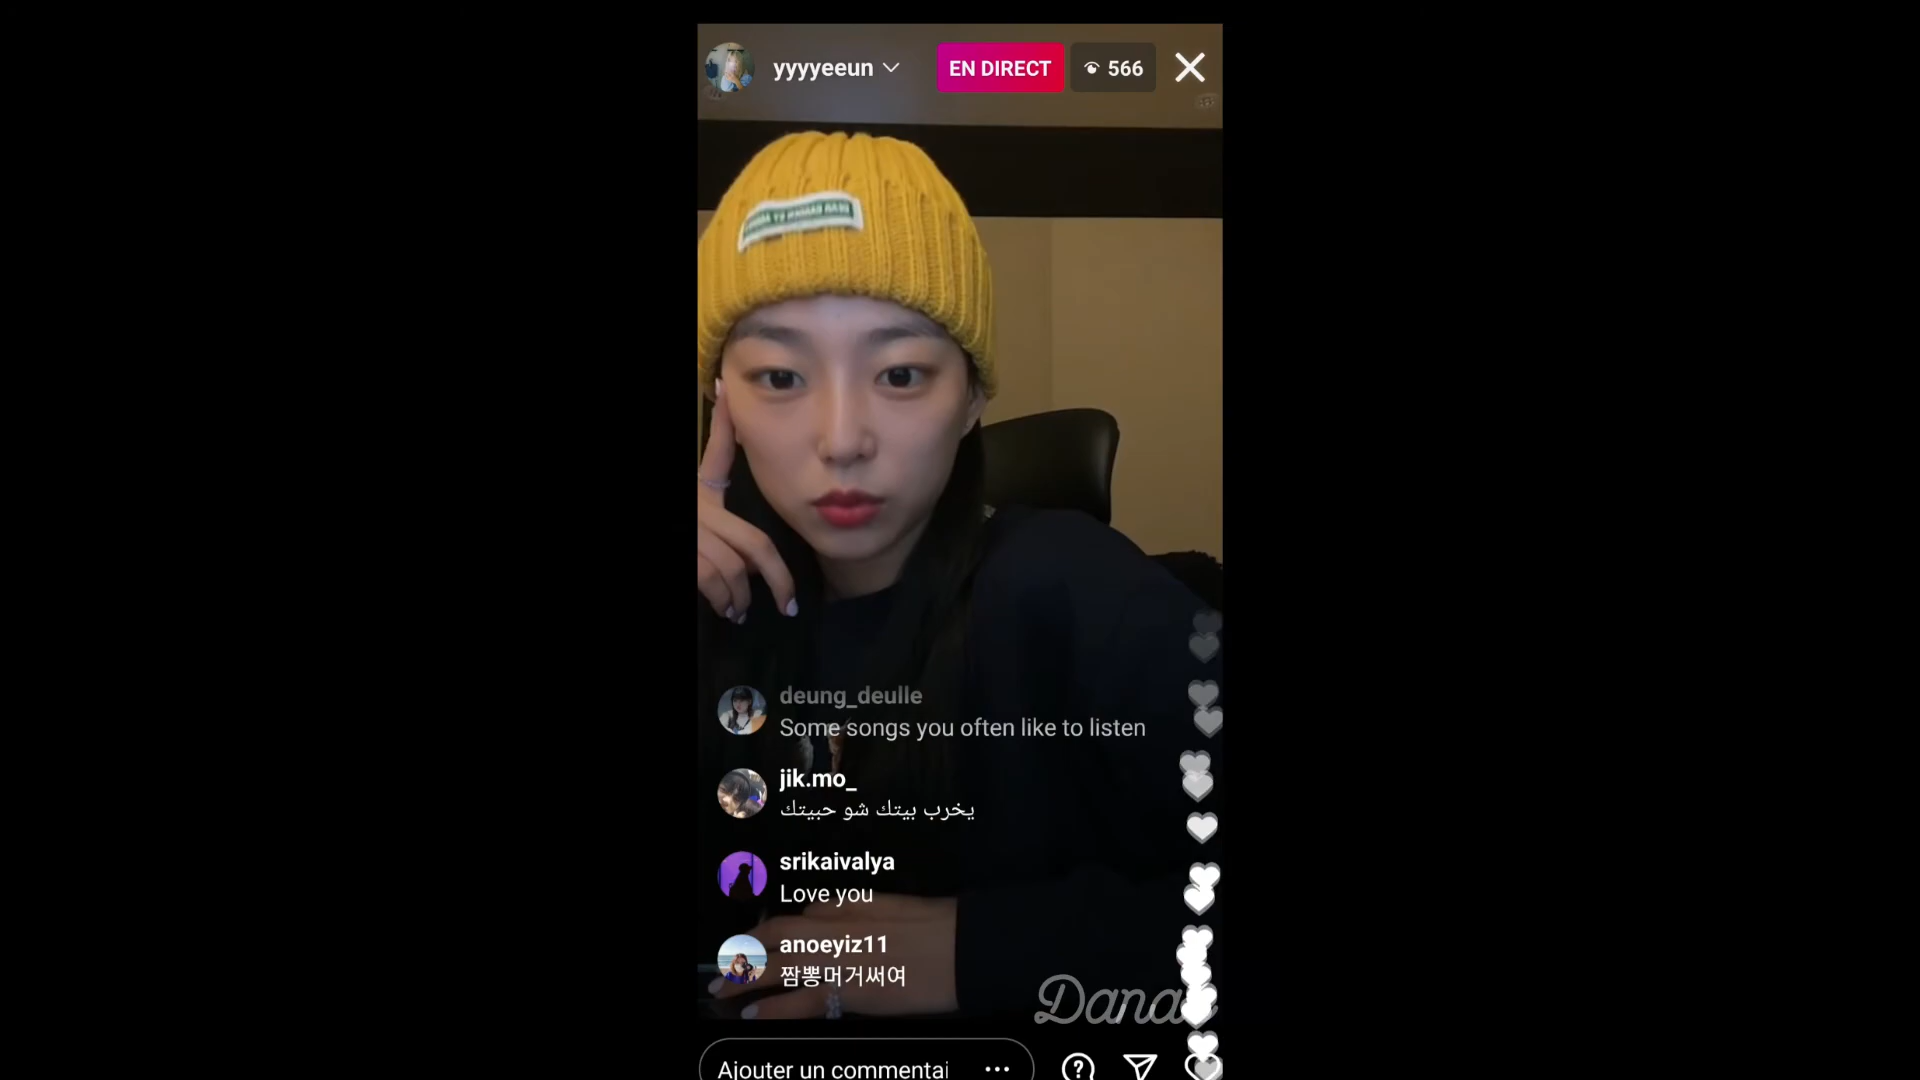 yyyyeeun
EN DIRECT
566
deung_deulle
Some songs you often like to listen
jik.mo_
يخرب بيتك شو حبيتك
srikaivalya
Love you
anoeyiz11
짬뽕머거써여
Ajouter un commentai